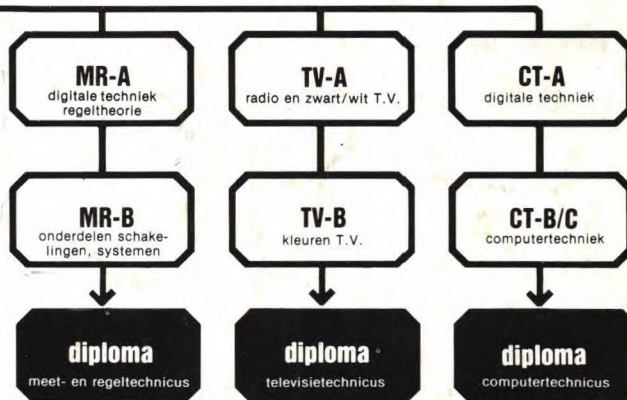 MR-A
digitale techniek
regeltheorie
TV-A
radio en zwart/wit T.V.
CT-A
digitale techniek
MR-B
onderdelen schake-
lingen, systemen
TV-B
kleuren T.V.
CT-B/C
computertechniek
diploma
meet- en regeltechnicus
diploma
televisietechnicus
diploma
computertechnicus